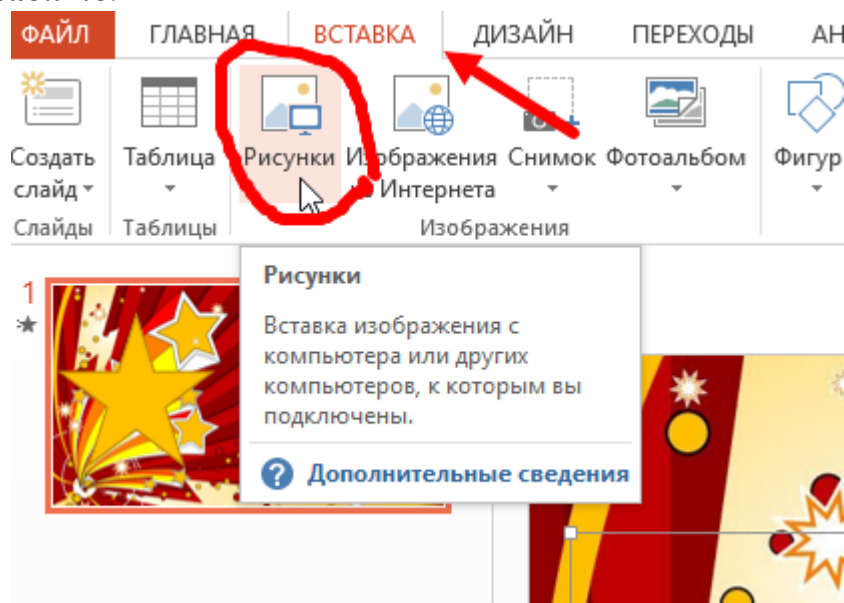 ФАЙЛ ГЛАВНАЯ ВСТАВКА ДИЗАЙН ПЕРЕХОДЫ АН
Создать Таблица Рисунки Изображения Снимок Фотоальбом Фигур
слайд Интернета
Слайды Таблицы Изображения
1
Рисунки
Вставка изображения с
компьютера или других
компьютеров, к которым вы
подключены.
? Дополнительные сведения